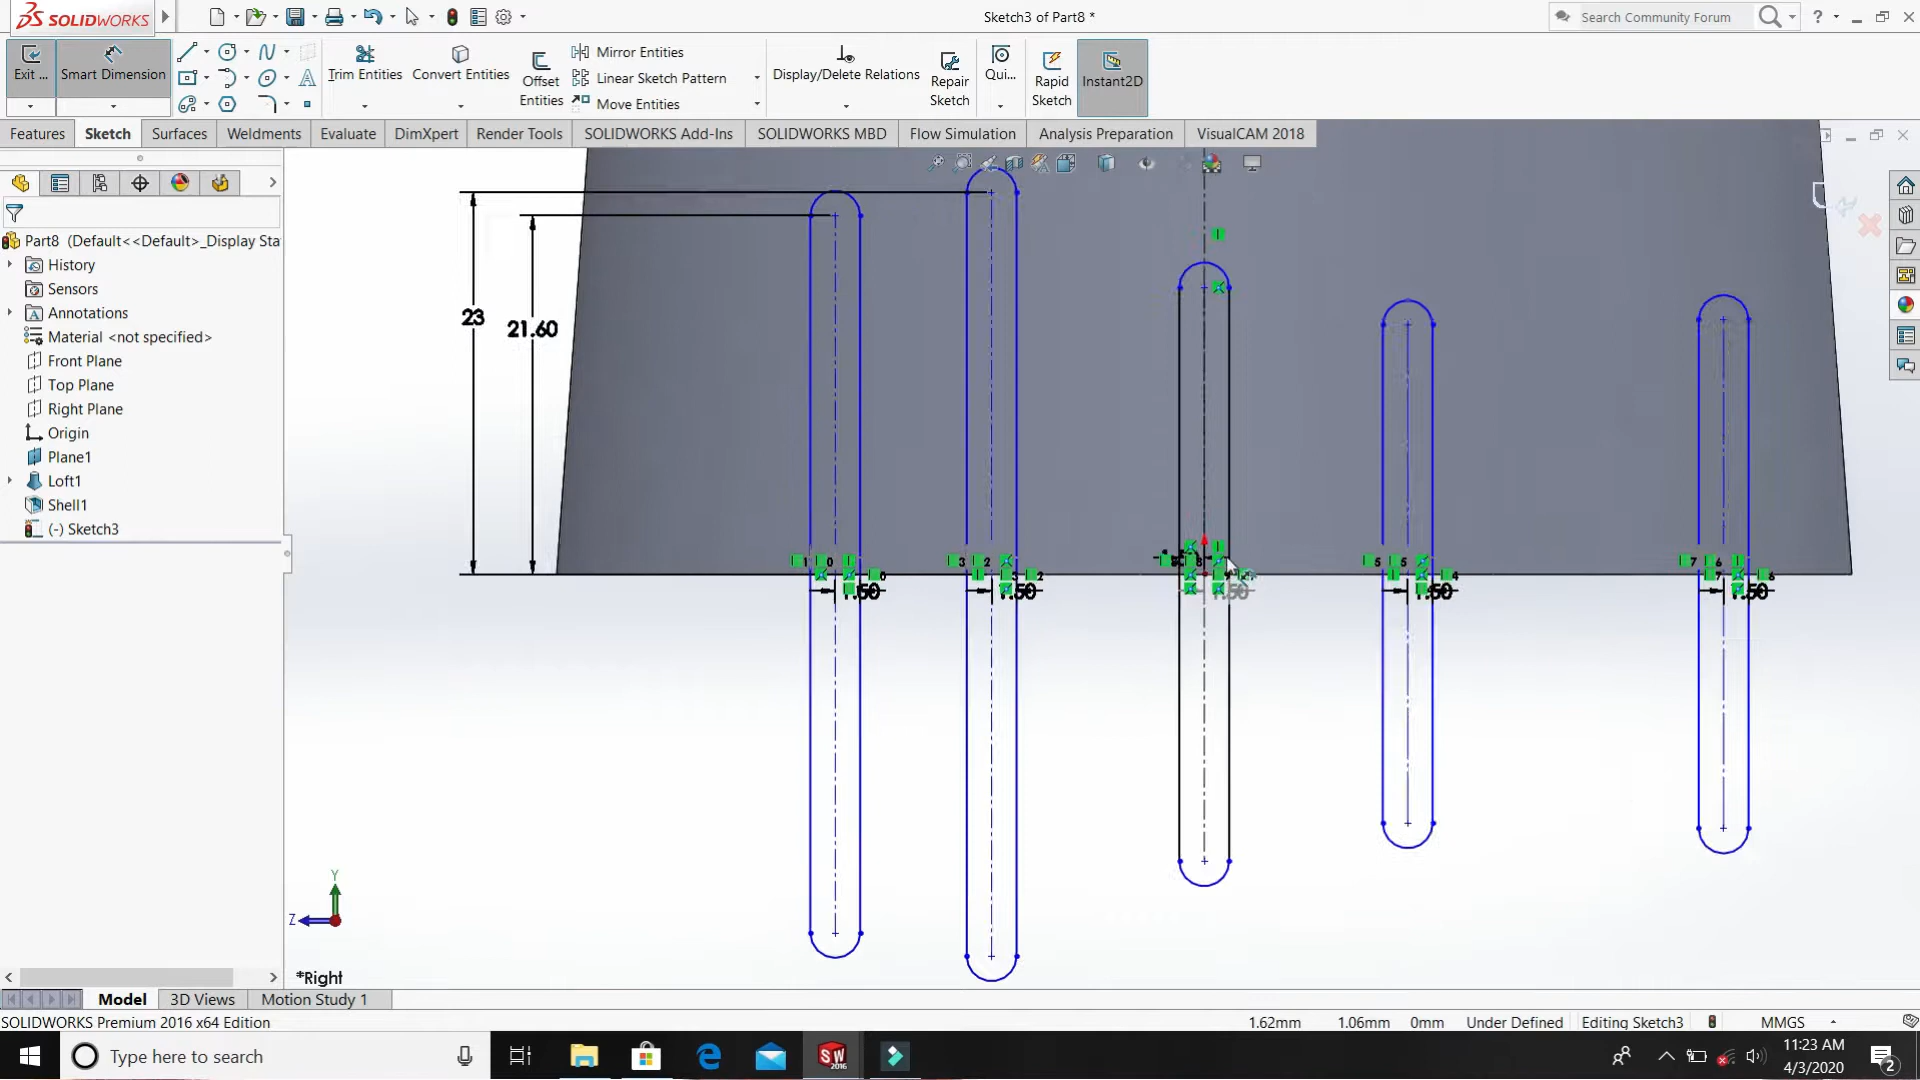 SOLIDWORKS
Sketch3 of Part8 *
Search Community Forum
?
Exit ...
Smart Dimension
Trim Entities
Convert Entities
Offset Entities
Mirror Entities
Linear Sketch Pattern
Move Entities
Display/Delete Relations
Repair Sketch
Qui...
Rapid Sketch
Instant2D
Features
Sketch
Surfaces
Weldments
Evaluate
DimXpert
Render Tools
SOLIDWORKS Add-Ins
SOLIDWORKS MBD
Flow Simulation
Analysis Preparation
VisualCAM 2018
Part8 (Default<<Default>_Display Sta
History
Sensors
Annotations
Material <not specified>
Front Plane
Top Plane
Right Plane
Origin
Plane1
Loft1
Shell1
(-) Sketch3
23
21.60
1.50
1.50
1.50
1.50
1.50
Y
Z
*Right
Model
3D Views
Motion Study 1
SOLIDWORKS Premium 2016 x64 Edition
1.62mm
1.06mm
0mm
Under Defined
Editing Sketch3
MMGS
Type here to search
SW
2016
11:23 AM
4/3/2020
2